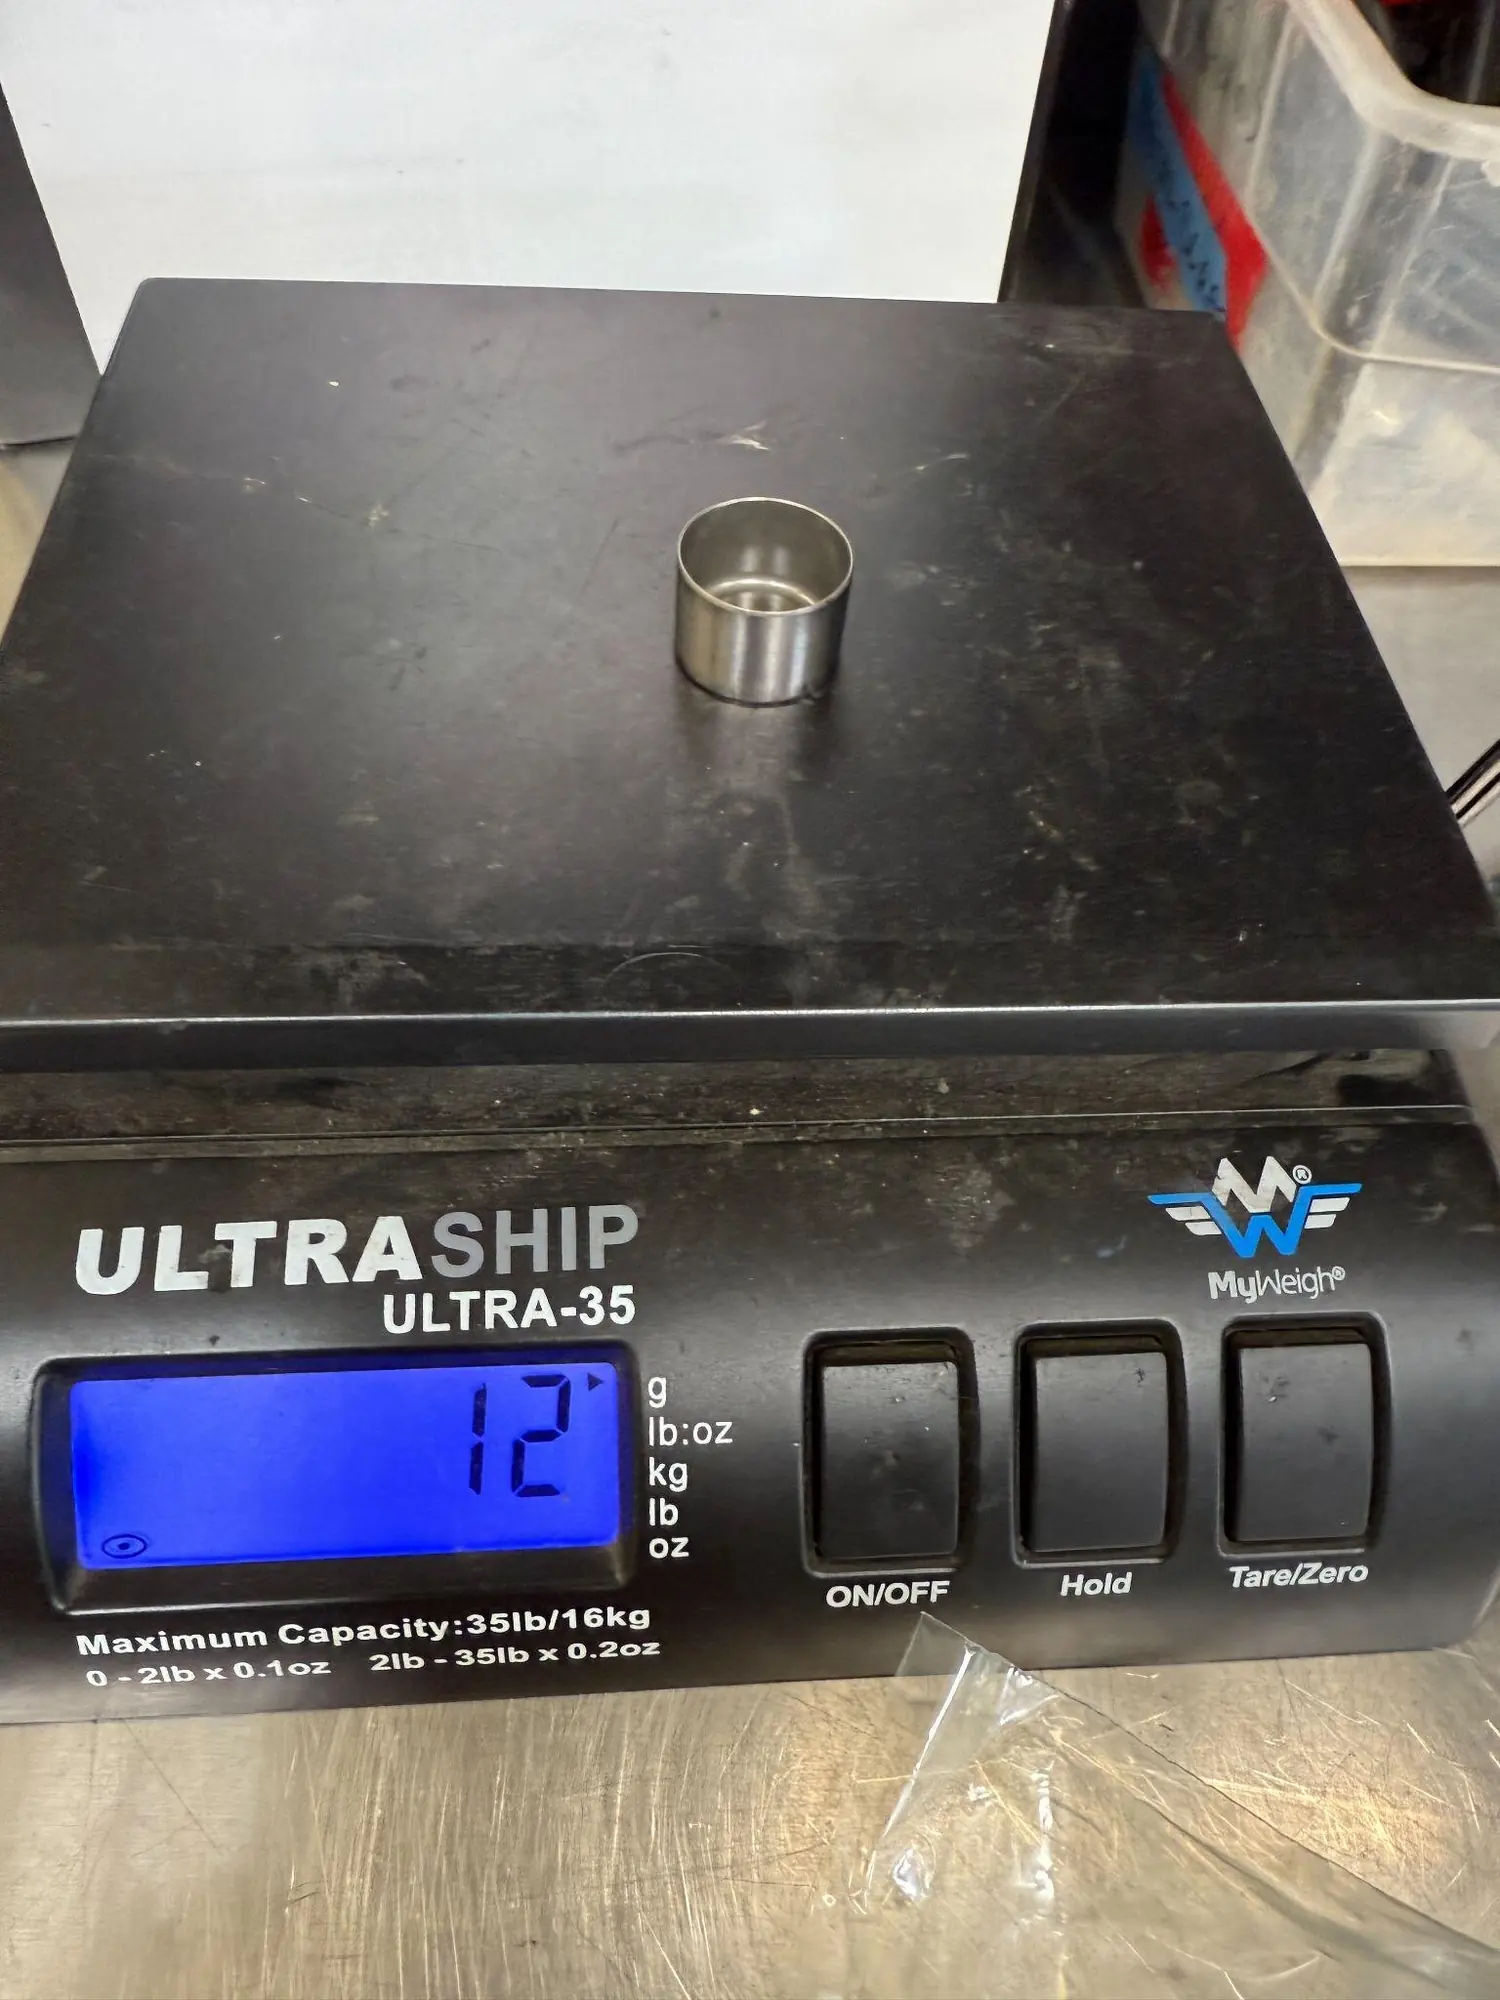 ULTRASHIP
ULTRA-35
MW®
MyWeigh®
12
g
lb:oz
kg
lb
oz
ON/OFF
Hold
Tare/Zero
Maximum Capacity:35lb/16kg
0 - 2lb x 0.1oz 2lb - 35lb x 0.2oz